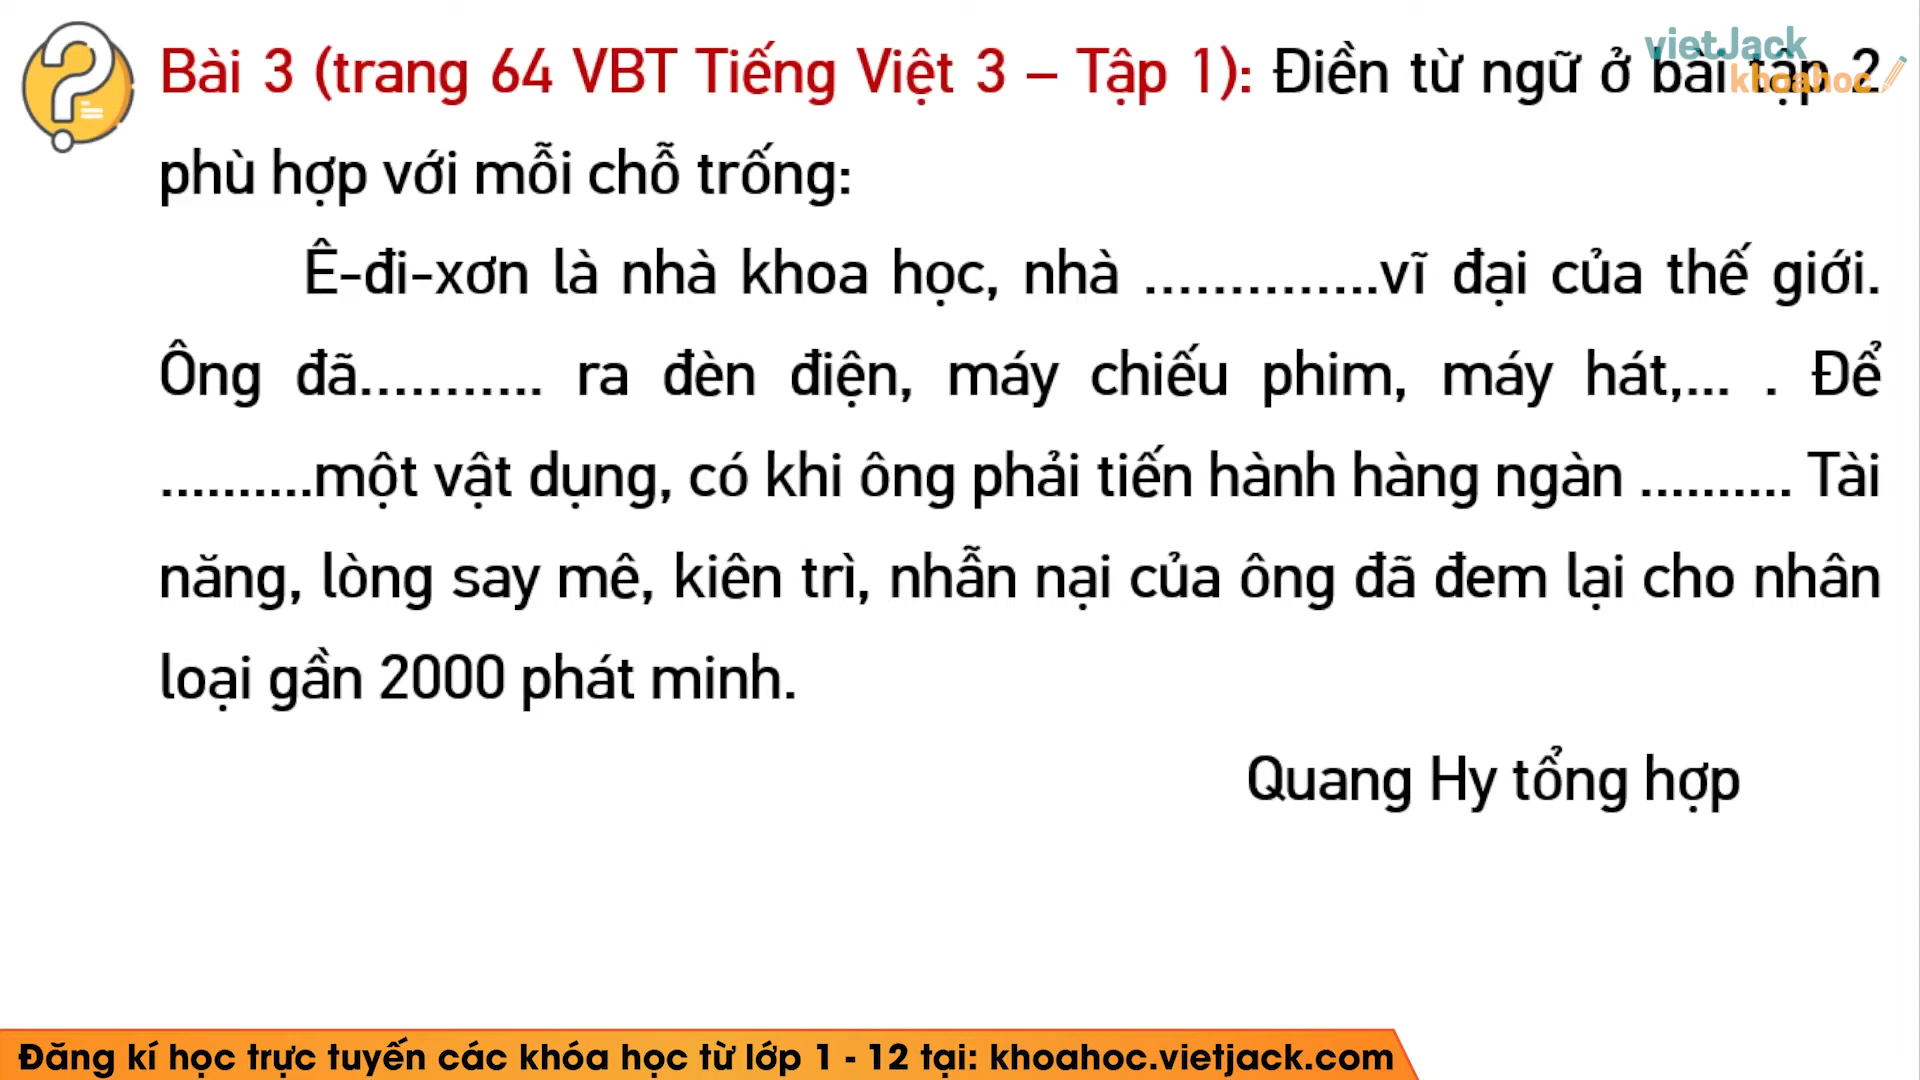 vietJack
khoahoc
Bài 3 (trang 64 VBT Tiếng Việt 3 – Tập 1): Điền từ ngữ ở bài tập 2
phù hợp với mỗi chỗ trống:
Ê-đi-xơn là nhà khoa học, nhà ..............vĩ đại của thế giới.
Ông đã........... ra đèn điện, máy chiếu phim, máy hát,... . Để
..........một vật dụng, có khi ông phải tiến hành hàng ngàn .......... Tài
năng, lòng say mê, kiên trì, nhẫn nại của ông đã đem lại cho nhân
loại gần 2000 phát minh.
Quang Hy tổng hợp
Đăng kí học trực tuyến các khóa học từ lớp 1 - 12 tại: khoahoc.vietjack.com